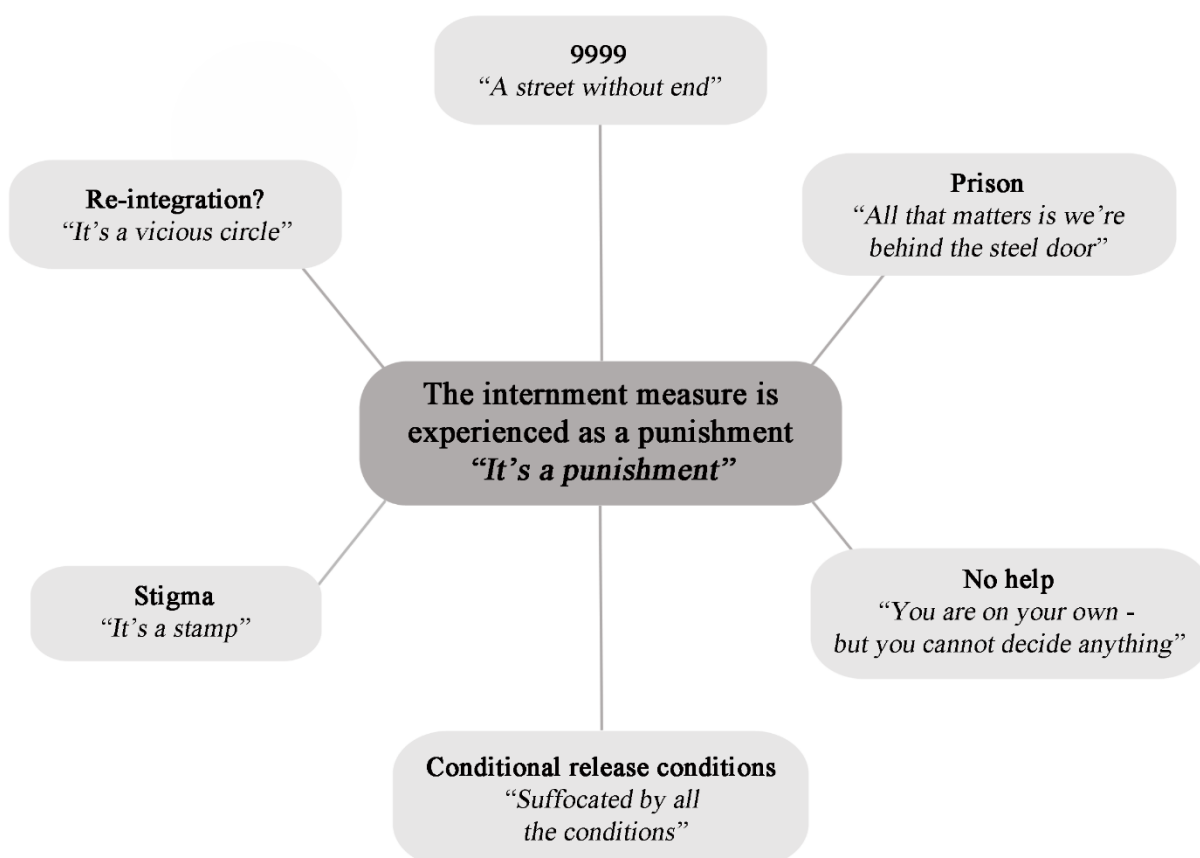 9999
“A street without end”
Re-integration?
“It’s a vicious circle”
Prison
“All that matters is we’re
behind the steel door”
The internment measure is
experienced as a punishment
“It’s a punishment”
Stigma
“It’s a stamp”
No help
“You are on your own -
but you cannot decide anything”
Conditional release conditions
“Suffocated by all
the conditions”